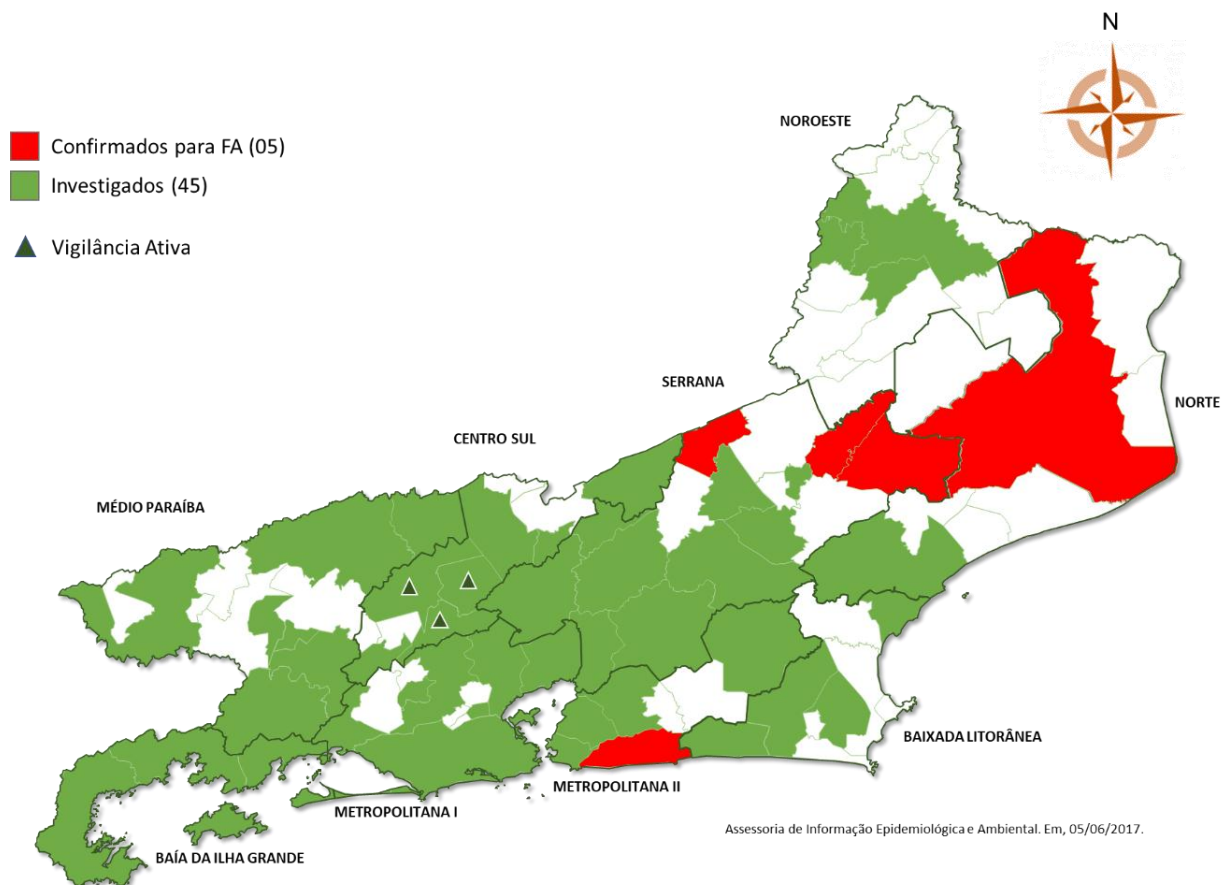 N
NOROESTE
Confirmados para FA (05)
Investigados (45)
Vigilância Ativa
SERRANA
NORTE
CENTRO SUL
MÉDIO PARAÍBA
BAIXADA LITORÂNEA
METROPOLITANA II
METROPOLITANA I
Assessoria de Informação Epidemiológica e Ambiental. Em, 05/06/2017.
BAÍA DA ILHA GRANDE